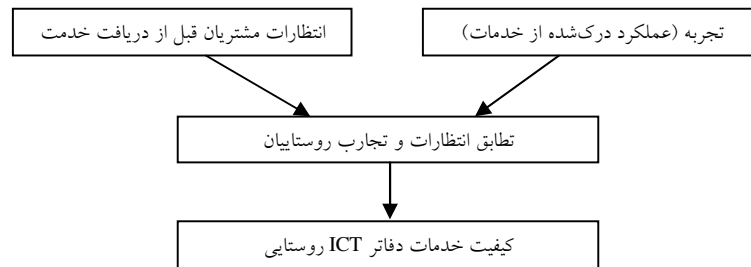 تجربه (عملکرد درک‌شده از خدمات)
انتظارات مشتریان قبل از دریافت خدمت
تطابق انتظارات و تجارب روستاییان
کیفیت خدمات دفاتر ICT روستایی